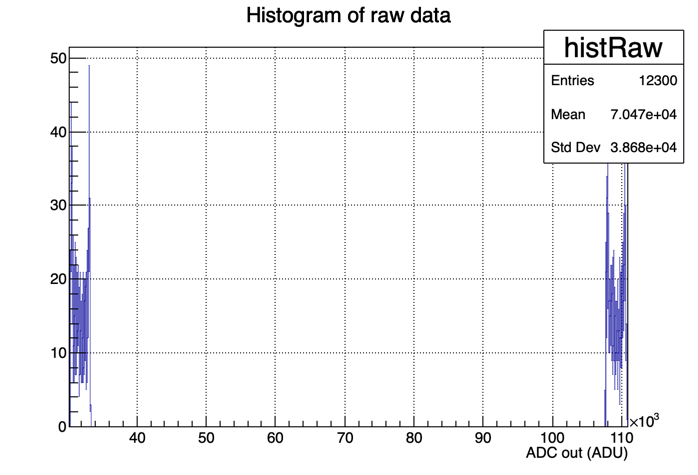 Histogram of raw data
histRaw
Entries 12300
Mean 7.047e+04
Std Dev 3.868e+04
50
40
30
20
10
0
40 50 60 70 80 90 100 110
×10³
ADC out (ADU)